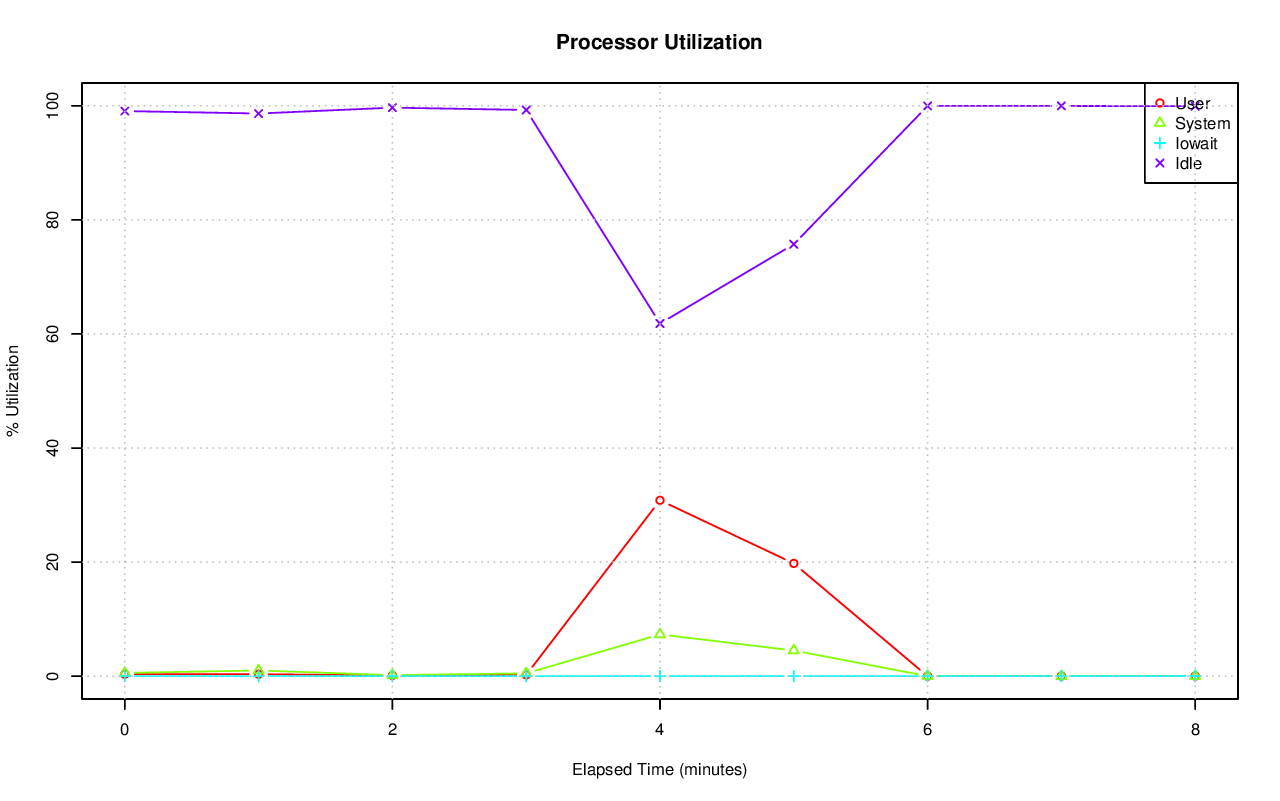 Processor Utilization
100
80
60
40
20
0
% Utilization
User
System
Iowait
Idle
0 2 4 6 8
Elapsed Time (minutes)